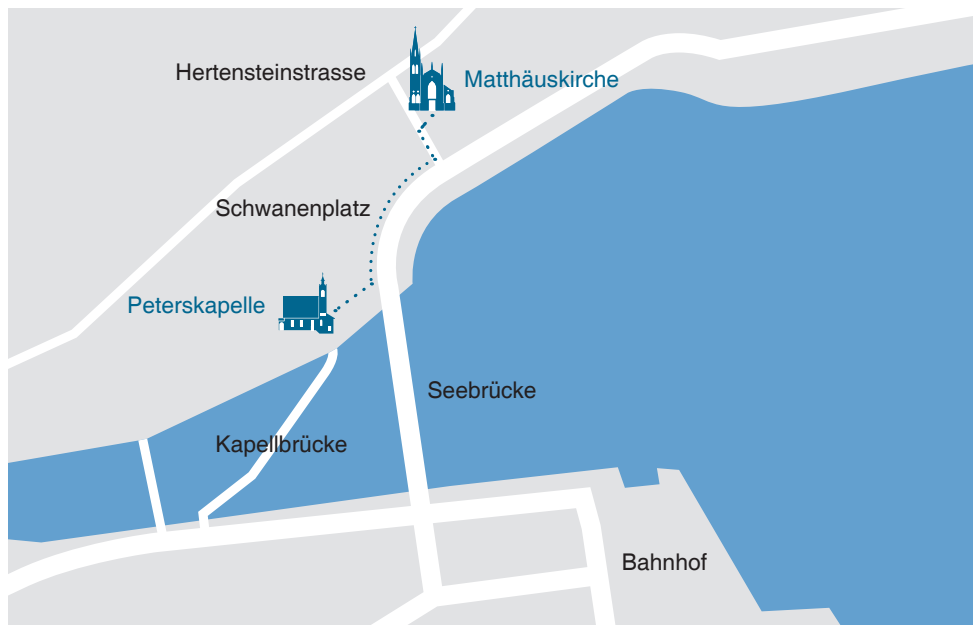 Hertensteinstrasse
Matthäuskirche
Schwanenplatz
Peterskapelle
Seebrücke
Kapellbrücke
Bahnhof